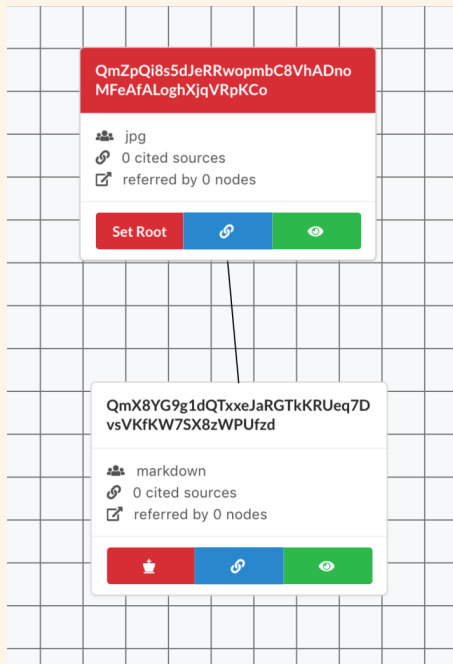 QmZpQi8s5dJeRRwopmbC8VhADno
MFeAfALoghXjqVRpKCo
jpg
0 cited sources
referred by 0 nodes
Set Root
QmX8YG9g1dQTxxeJaRGTkKRUeq7D
vsVKfKW7SX8zWPUfzd
markdown
0 cited sources
referred by 0 nodes